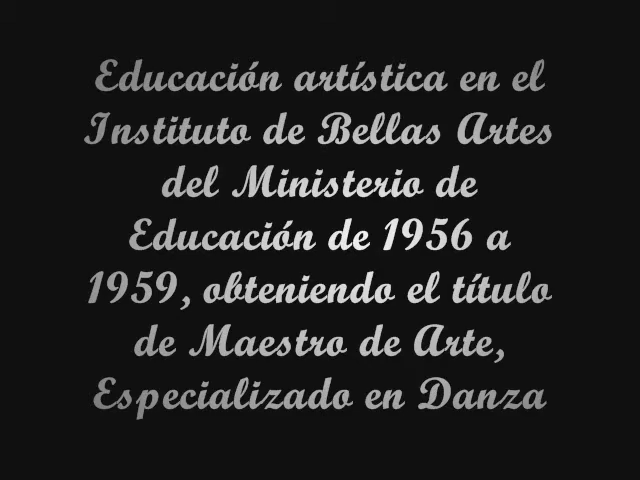 Educación artística en el
Instituto de Bellas Artes
del Ministerio de
Educación de 1956 a
1959, obteniendo el título
de Maestro de Arte,
Especializado en Danza